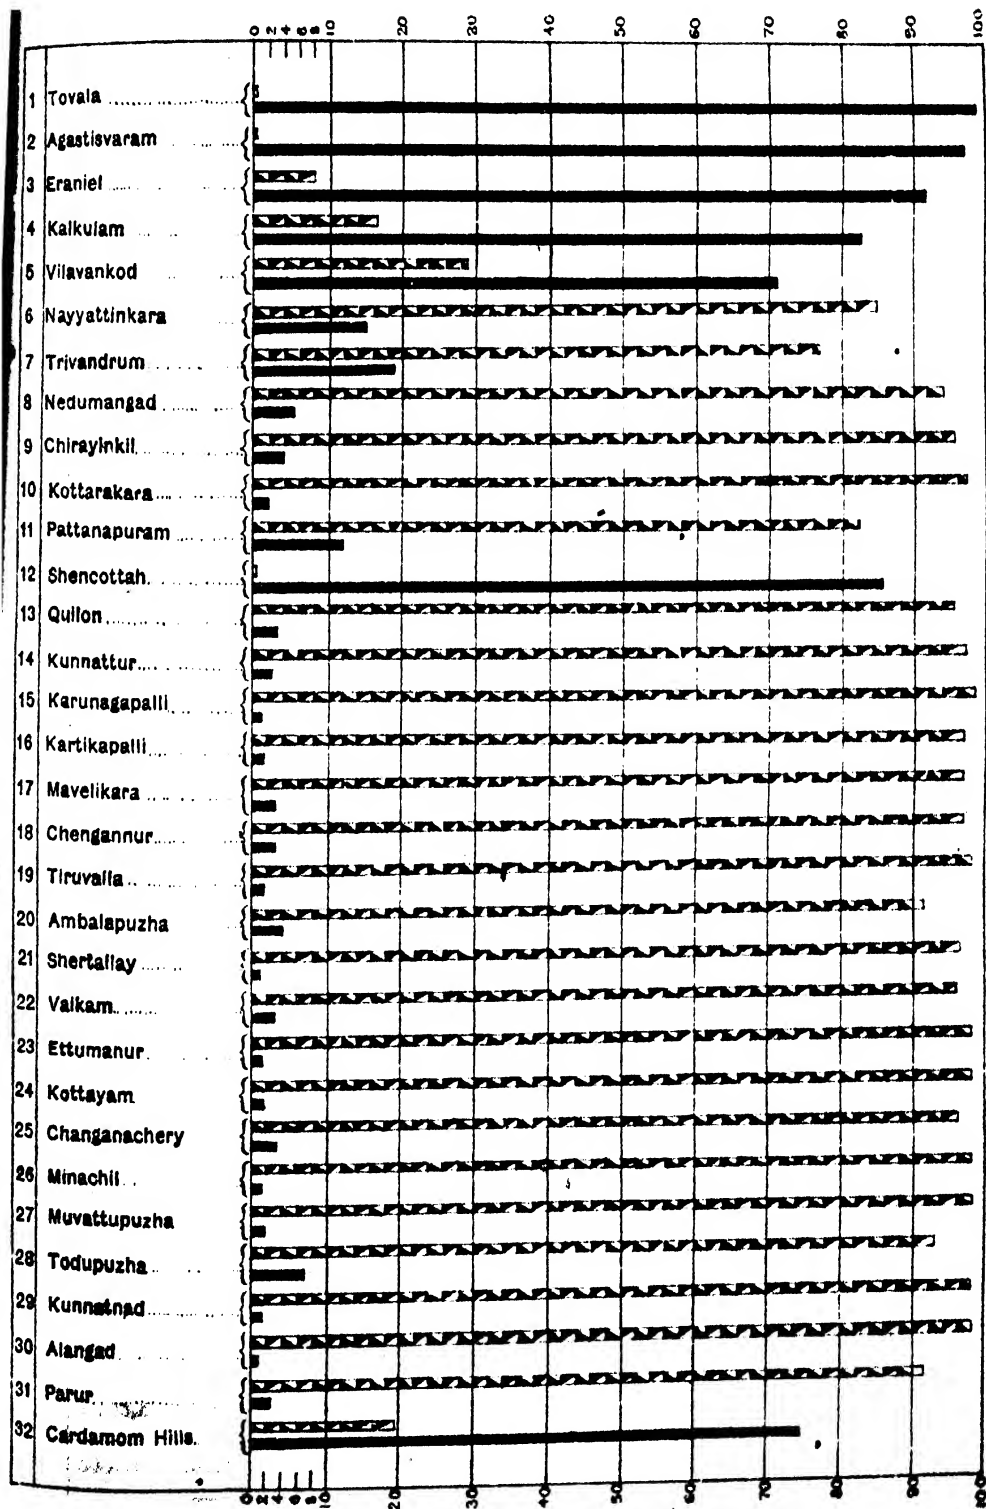 0 2 4 6 8 10 20 30 40 50 60 70 80 90 100
1 Tovala
2 Agastisvaram
3 Eraniel
4 Kalkulam
5 Vilavankod
6 Nayyattinkara
7 Trivandrum
8 Nedumangad
9 Chirayinkil
10 Kottarakara
11 Pattanapuram
12 Shencottah
13 Quilon
14 Kunnattur
15 Karunagapalli
16 Kartikapalli
17 Mavelikara
18 Chengannur
19 Tiruvalla
20 Ambalapuzha
21 Shertallay
22 Vaikam
23 Ettumanur
24 Kottayam
25 Changanachery
26 Minachil
27 Muvattupuzha
28 Todupuzha
29 Kunnatnad
30 Alangad
31 Parur
32 Cardamom Hills.
0 2 4 6 8 10 20 30 40 50 60 70 80 90 100